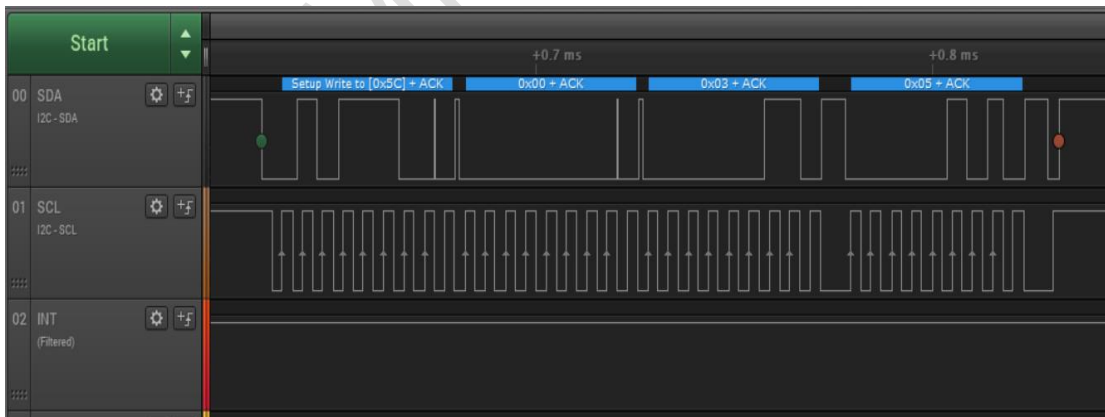 Start
+0.7 ms
+0.8 ms
Setup Write to [0x5C] + ACK
0x00 + ACK
0x03 + ACK
0x05 + ACK
00 SDA
I2C - SDA
01 SCL
I2C - SCL
02 INT
(Filtered)